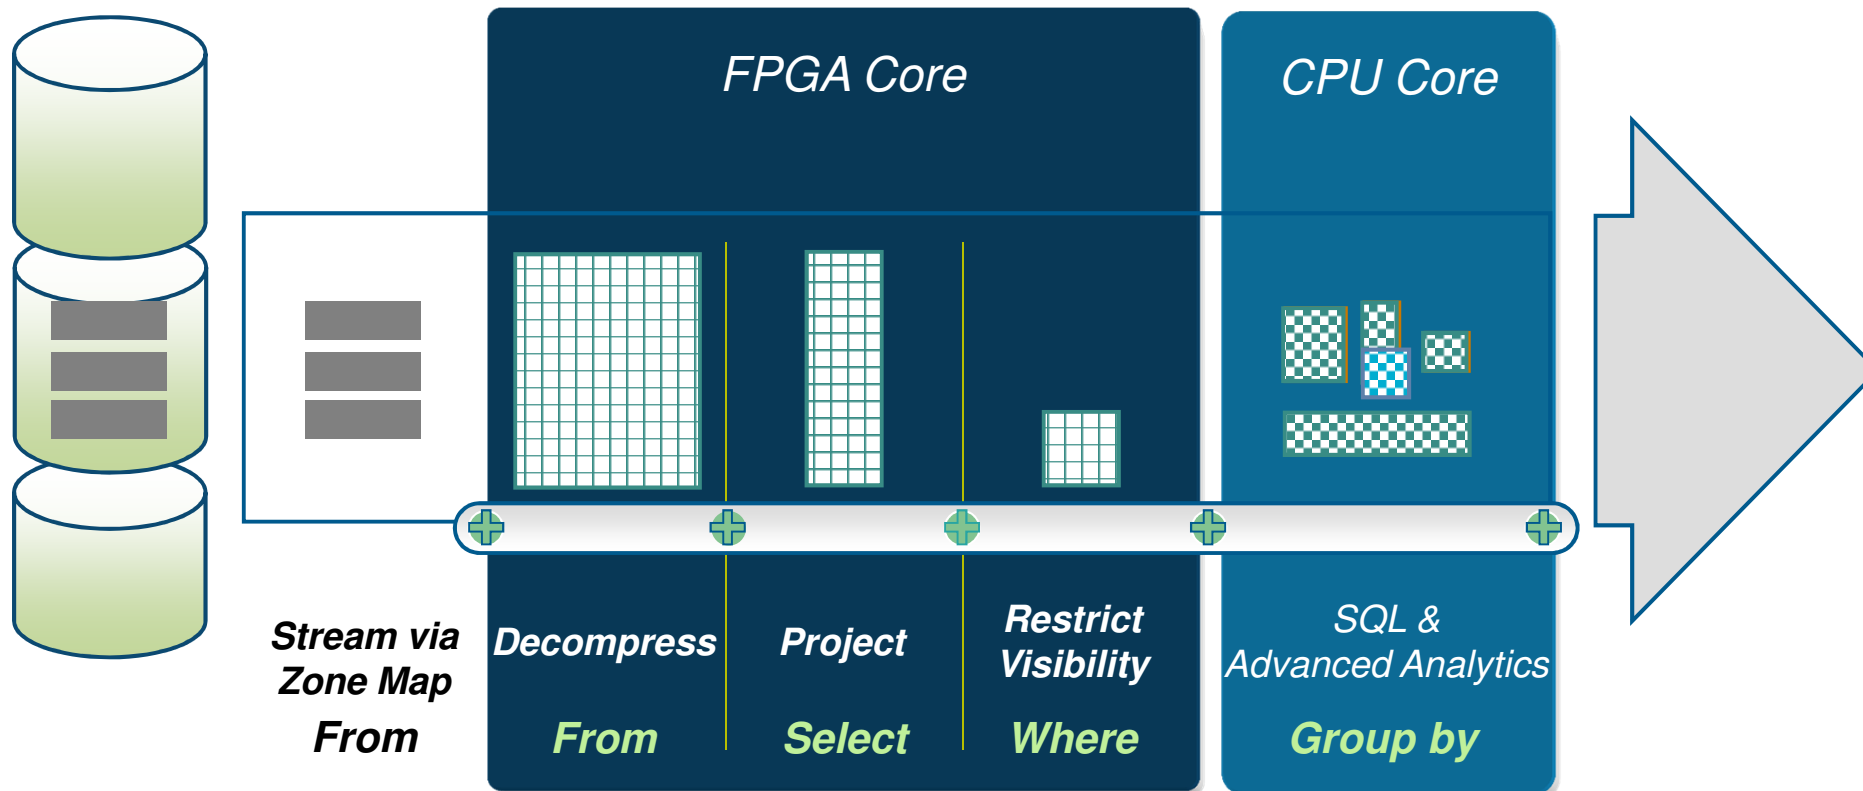 FPGA Core
CPU Core
Stream via
Zone Map
From
Decompress
From
Project
Select
Restrict
Visibility
Where
SQL &
Advanced Analytics
Group by